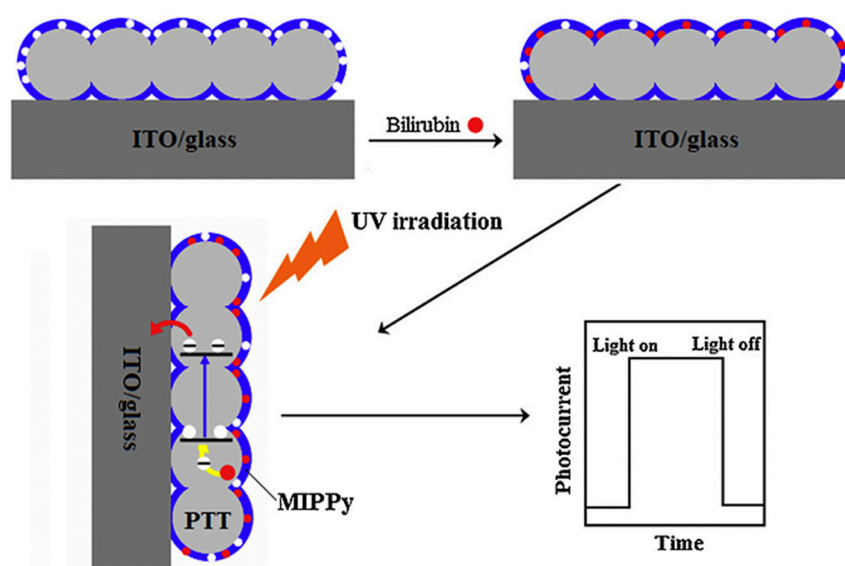 ITO/glass
Bilirubin
ITO/glass
UV irradiation
ITO/glass
PTT
MIPPy
Light on
Light off
Photocurrent
Time